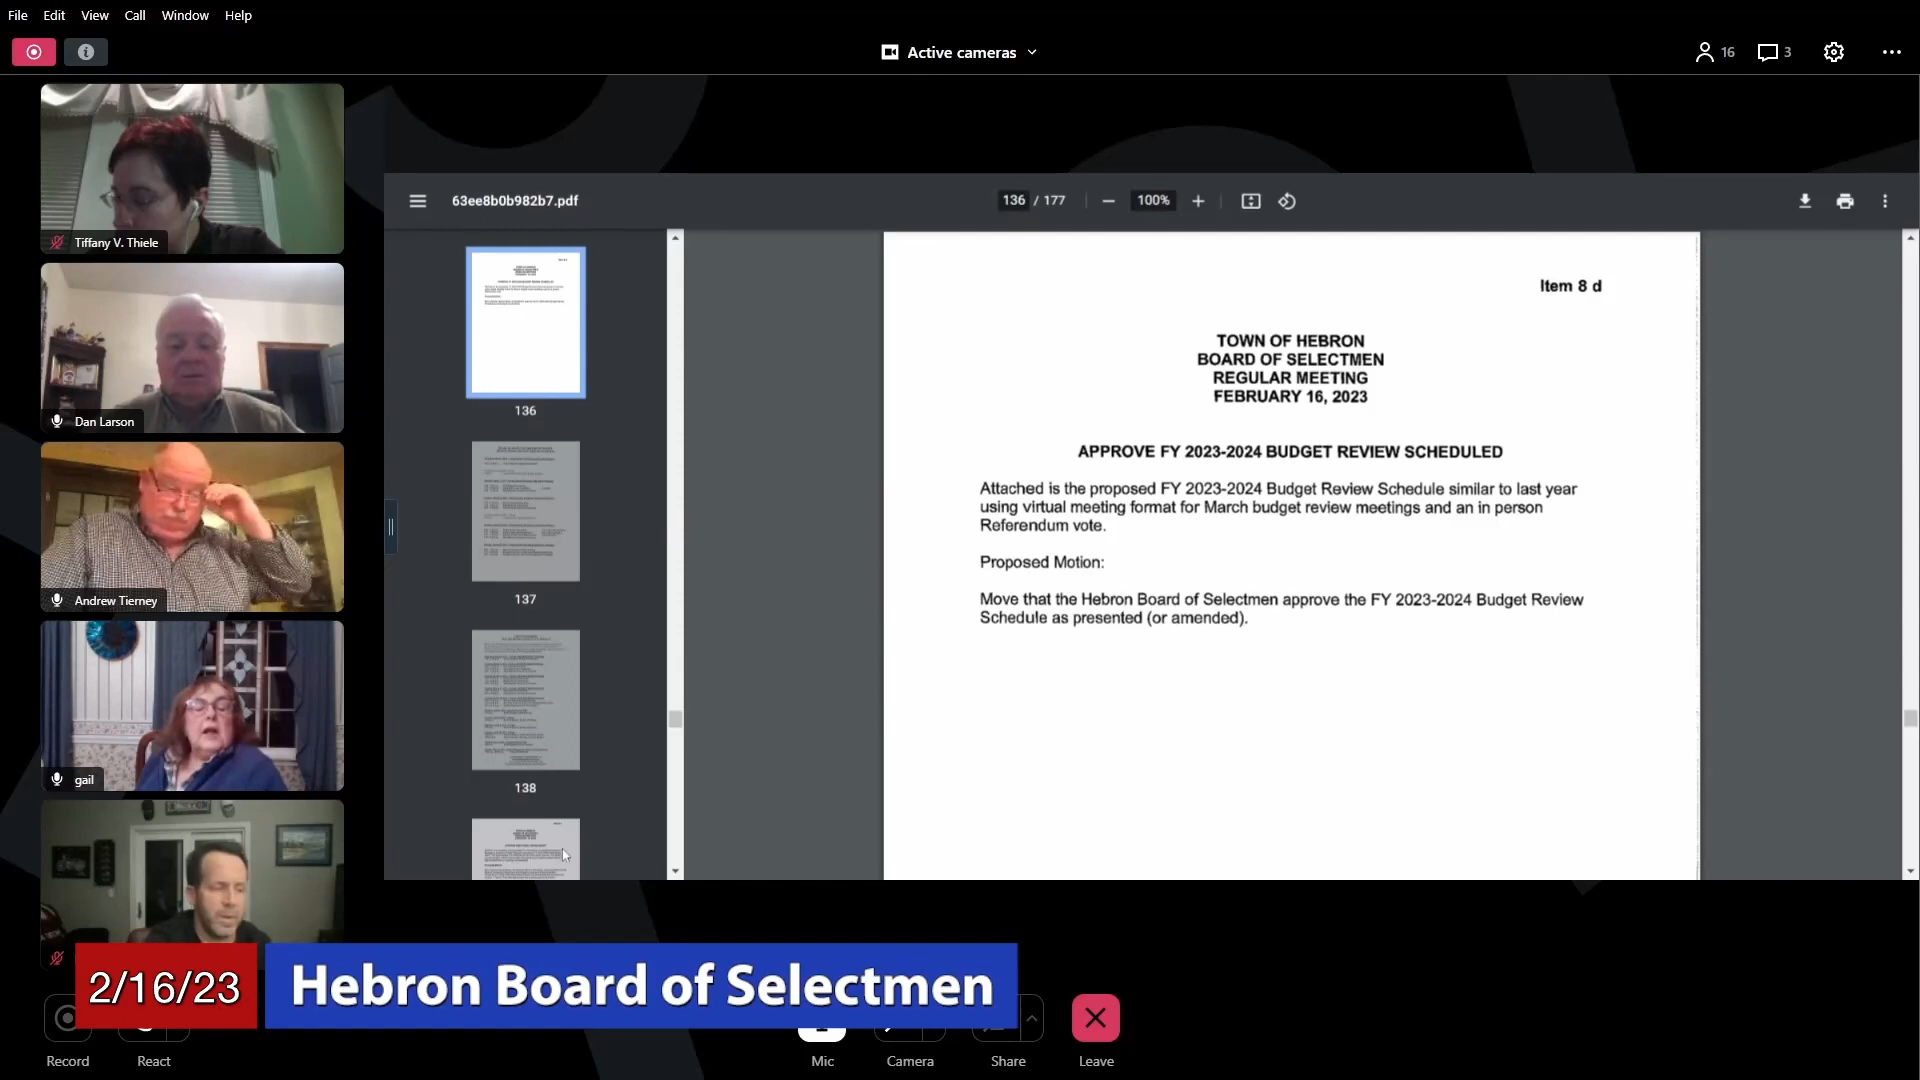 File Edit View Call Window Help
Active cameras
16
3
Tiffany V. Thiele
Dan Larson
Andrew Tierney
gail
63ee8b0b982b7.pdf
136 / 177
100%
136
137
138
Item 8 d
TOWN OF HEBRON
BOARD OF SELECTMEN
REGULAR MEETING
FEBRUARY 16, 2023
APPROVE FY 2023-2024 BUDGET REVIEW SCHEDULED
Attached is the proposed FY 2023-2024 Budget Review Schedule similar to last year
using virtual meeting format for March budget review meetings and an in person
Referendum vote.
Proposed Motion:
Move that the Hebron Board of Selectmen approve the FY 2023-2024 Budget Review
Schedule as presented (or amended).
2/16/23
Hebron Board of Selectmen
Record
React
Mic
Camera
Share
Leave